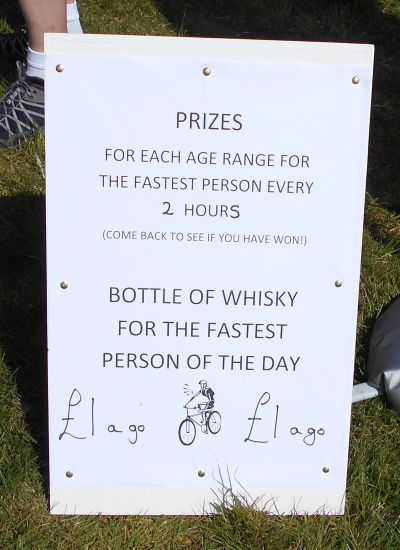 PRIZES
FOR EACH AGE RANGE FOR
THE FASTEST PERSON EVERY
2 HOURS
(COME BACK TO SEE IF YOU HAVE WON!)
BOTTLE OF WHISKY
FOR THE FASTEST
PERSON OF THE DAY
£1 a go £1 a go